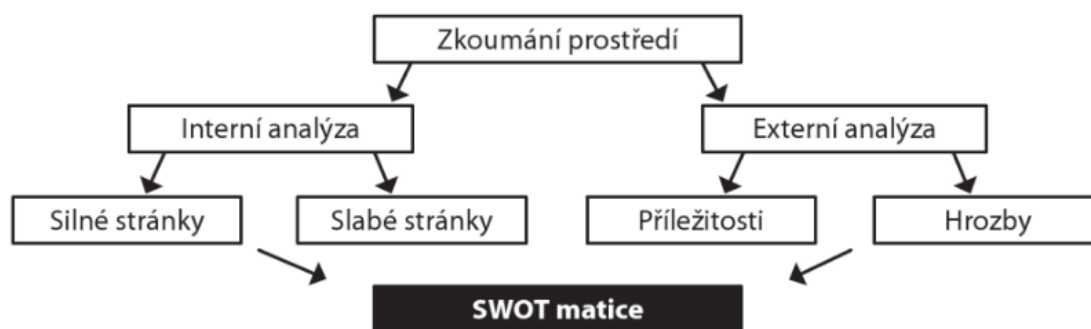 Zkoumání prostředí
Interní analýza
Externí analýza
Silné stránky
Slabé stránky
Příležitosti
Hrozby
SWOT matice